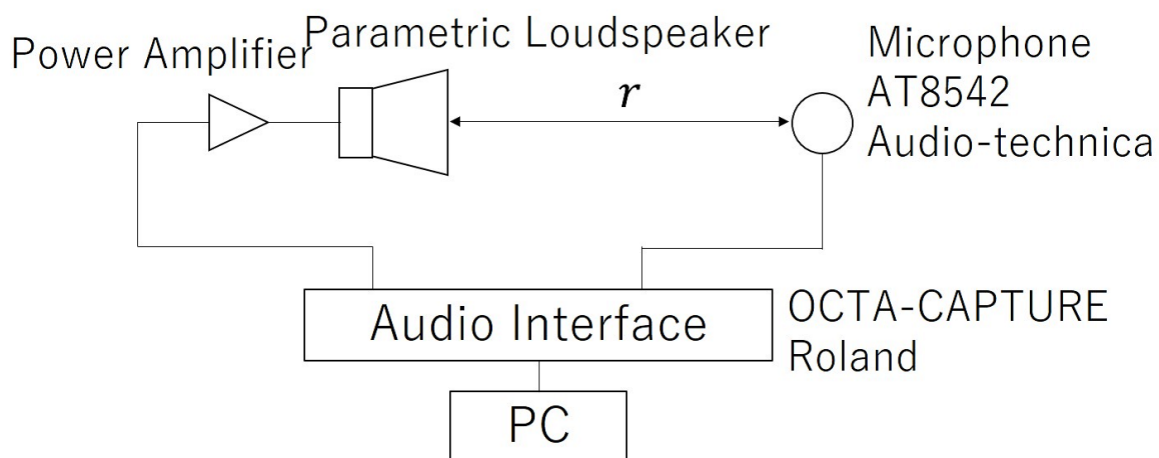 Power Amplifier
Parametric Loudspeaker
r
Microphone
AT8542
Audio-technica
Audio Interface
OCTA-CAPTURE
Roland
PC